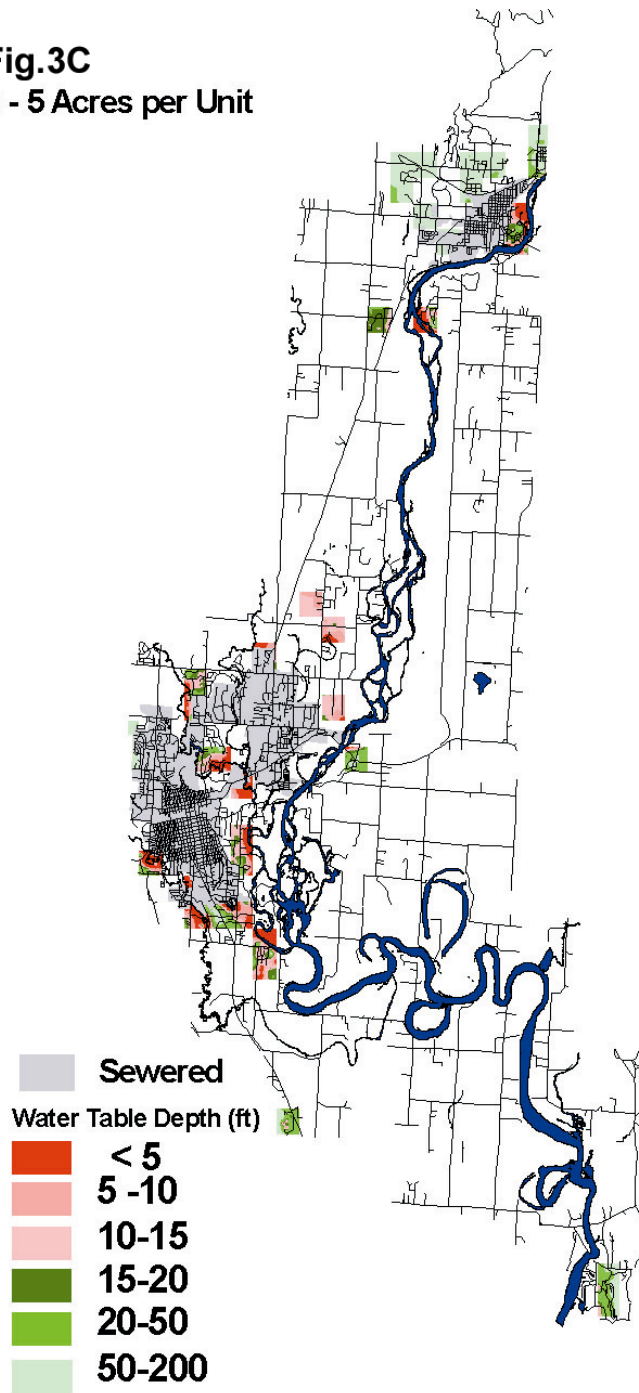 ig.3C
- 5 Acres per Unit
Sewered
Water Table Depth (ft)
< 5
5 -10
10-15
15-20
20-50
50-200